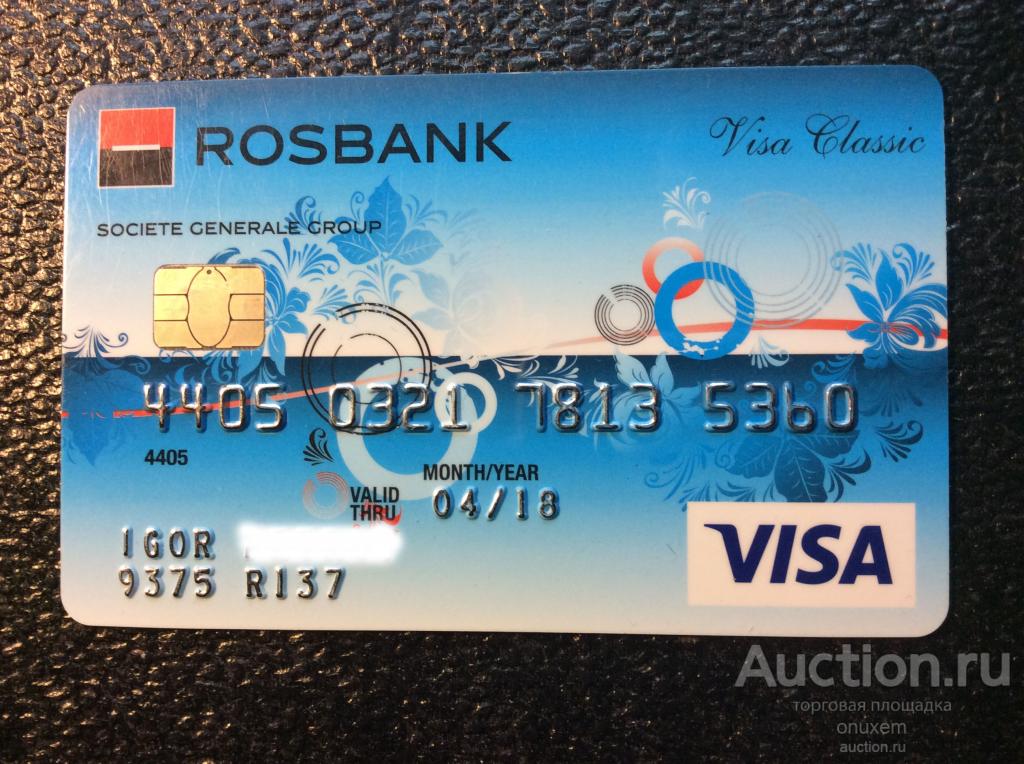 ROSBANK
Visa Classic
SOCIETE GENERALE GROUP
4405 0321 7813 5360
4405
MONTH/YEAR
VALID THRU 04/18
IGOR
9375 R137
VISA
Auction.ru
торговая площадка
onuxem
auction.ru